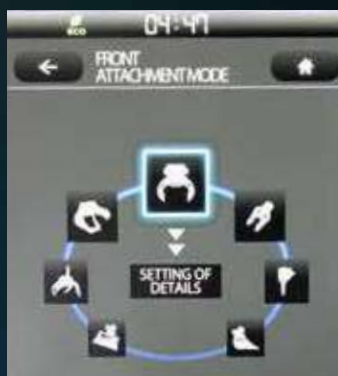 eco
04:47
FRONT
ATTACHMENT MODE
SETTING OF
DETAILS